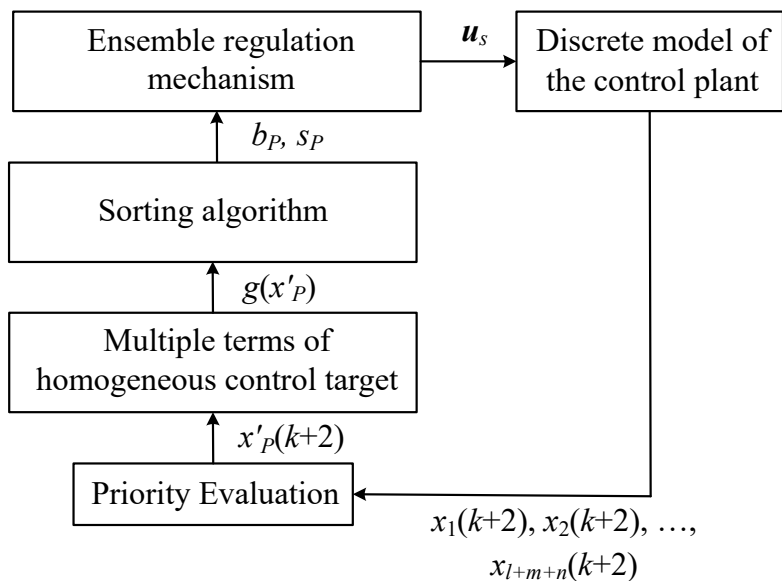 Ensemble regulation
mechanism
u_s
Discrete model of
the control plant
b_P, s_P
Sorting algorithm
g(x'_P)
Multiple terms of
homogeneous control target
x'_P(k+2)
Priority Evaluation
x_1(k+2), x_2(k+2), …,
x_{l+m+n}(k+2)